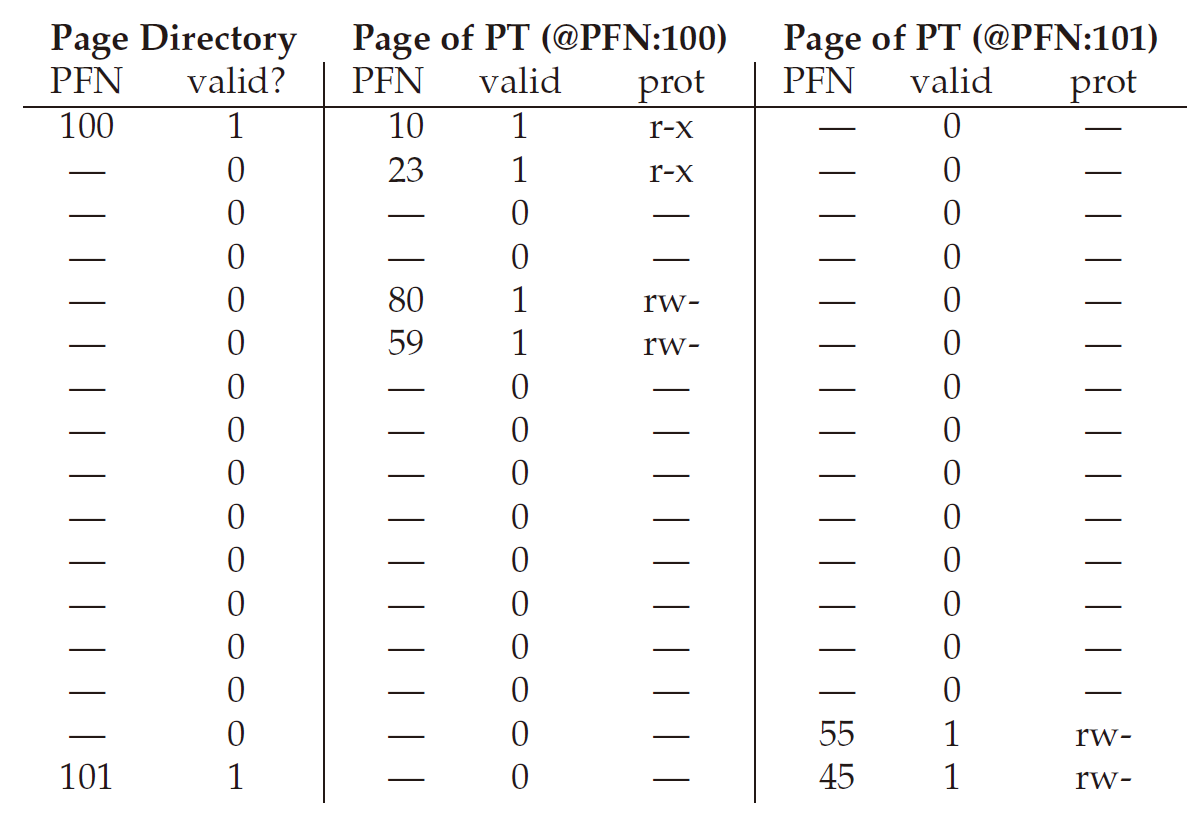 Page Directory Page of PT (@PFN:100) Page of PT (@PFN:101)
PFN valid? PFN valid prot PFN valid prot
100 1 10 1 r-x — 0 —
— 0 23 1 r-x — 0 —
— 0 — 0 — — 0 —
— 0 — 0 — — 0 —
— 0 80 1 rw- — 0 —
— 0 59 1 rw- — 0 —
— 0 — 0 — — 0 —
— 0 — 0 — — 0 —
— 0 — 0 — — 0 —
— 0 — 0 — — 0 —
— 0 — 0 — — 0 —
— 0 — 0 — — 0 —
— 0 — 0 — — 0 —
— 0 — 0 — — 0 —
— 0 — 0 — 55 1 rw-
101 1 — 0 — 45 1 rw-